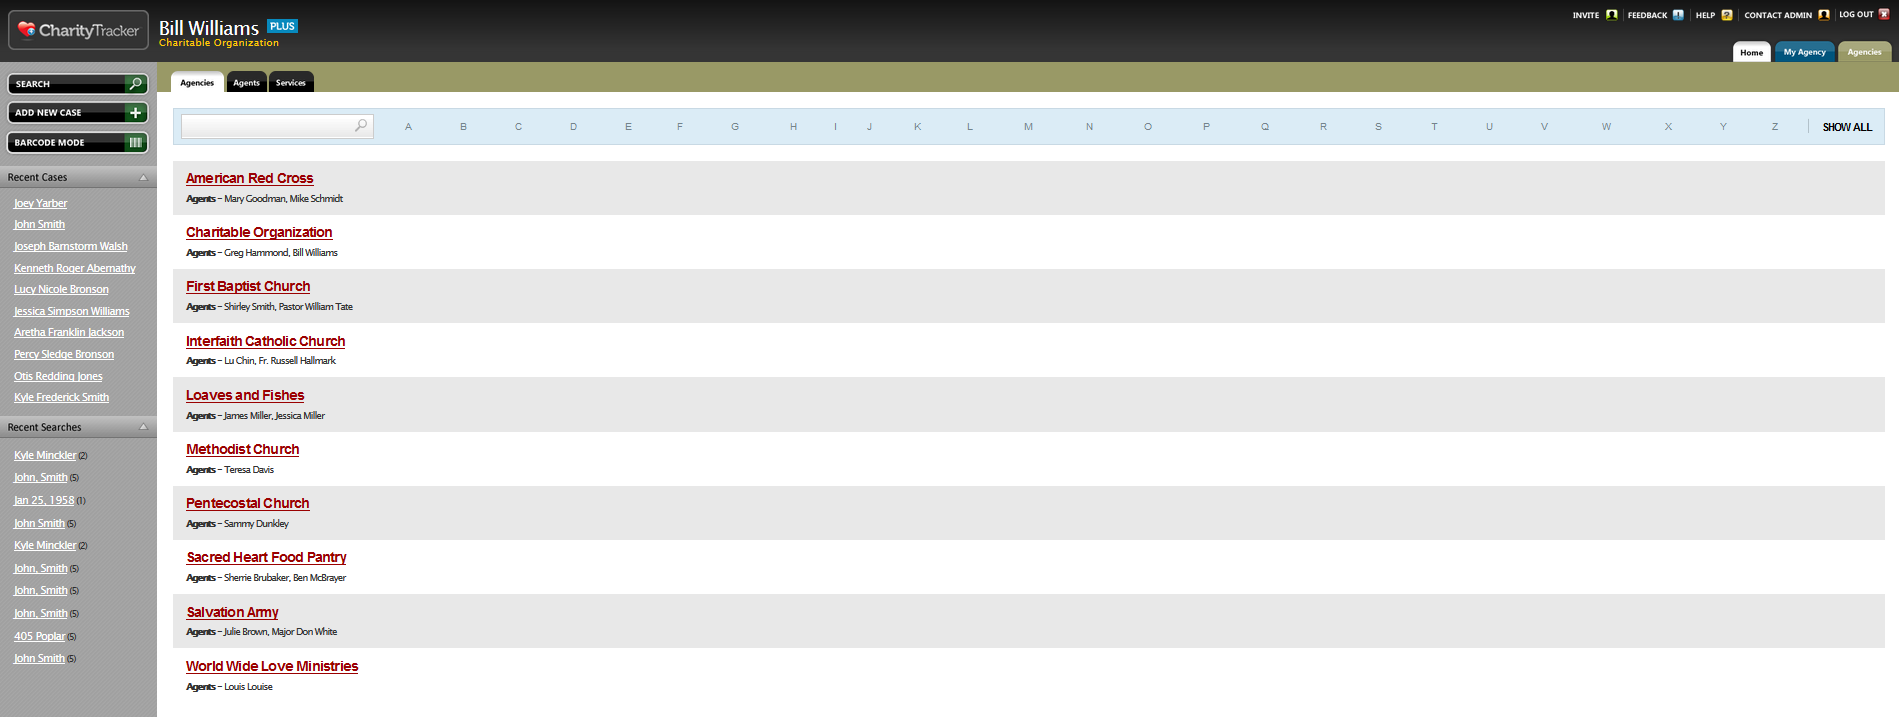 CharityTracker
Bill Williams PLUS
Charitable Organization
INVITE FEEDBACK HELP CONTACT ADMIN LOG OUT
Home My Agency Agencies
SEARCH
ADD NEW CASE
BARCODE MODE
Recent Cases
Joey Yarber
John Smith
Joseph Barnstorm Walsh
Kenneth Roger Abernathy
Lucy Nicole Bronson
Jessica Simpson Williams
Aretha Franklin Jackson
Percy Sledge Bronson
Otis Redding Jones
Kyle Frederick Smith
Recent Searches
Kyle Minckler (2)
John, Smith (5)
Jan 25, 1958 (1)
John Smith (5)
Kyle Minckler (2)
John, Smith (5)
John, Smith (5)
John, Smith (5)
405 Poplar (5)
John Smith (5)
Agencies Agents Services
A B C D E F G H I J K L M N O P Q R S T U V W X Y Z SHOW ALL
American Red Cross
Agents - Mary Goodman, Mike Schmidt
Charitable Organization
Agents - Greg Hammond, Bill Williams
First Baptist Church
Agents - Shirley Smith, Pastor William Tate
Interfaith Catholic Church
Agents - Lu Chin, Fr. Russell Hallmark
Loaves and Fishes
Agents - James Miller, Jessica Miller
Methodist Church
Agents - Teresa Davis
Pentecostal Church
Agents - Sammy Dunkley
Sacred Heart Food Pantry
Agents - Sherrie Brubaker, Ben McBrayer
Salvation Army
Agents - Julie Brown, Major Don White
World Wide Love Ministries
Agents - Louis Louise